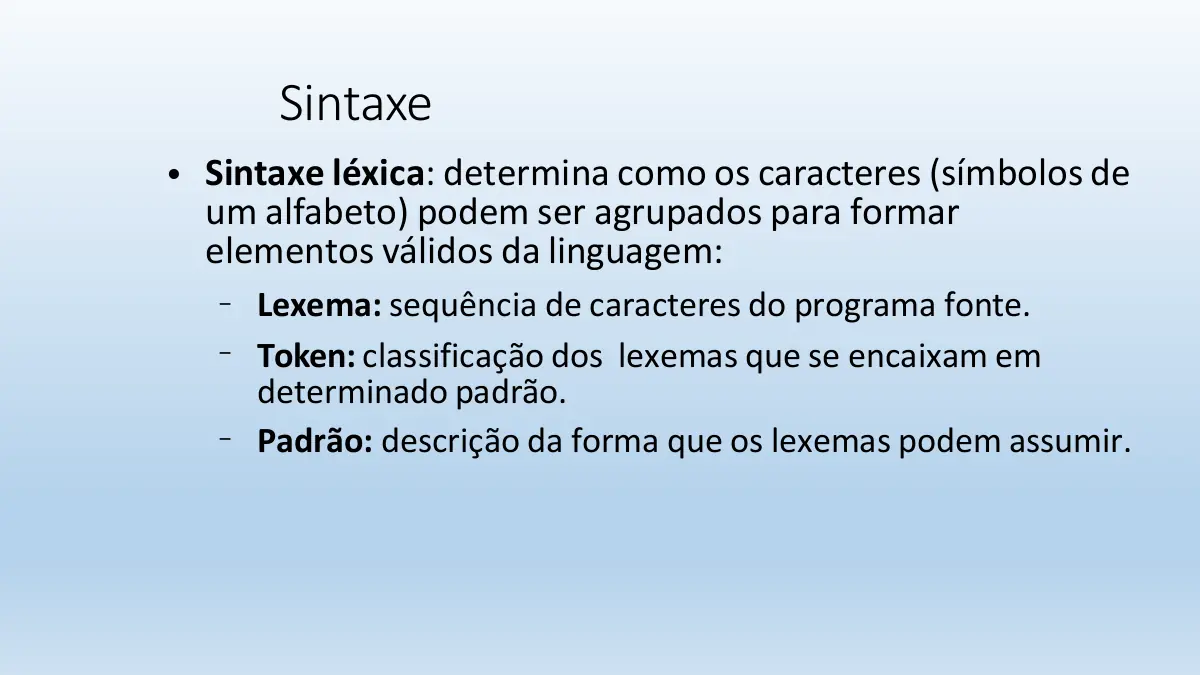 Sintaxe
• Sintaxe léxica: determina como os caracteres (símbolos de
um alfabeto) podem ser agrupados para formar
elementos válidos da linguagem:
– Lexema: sequência de caracteres do programa fonte.
– Token: classificação dos  lexemas que se encaixam em
determinado padrão.
– Padrão: descrição da forma que os lexemas podem assumir.